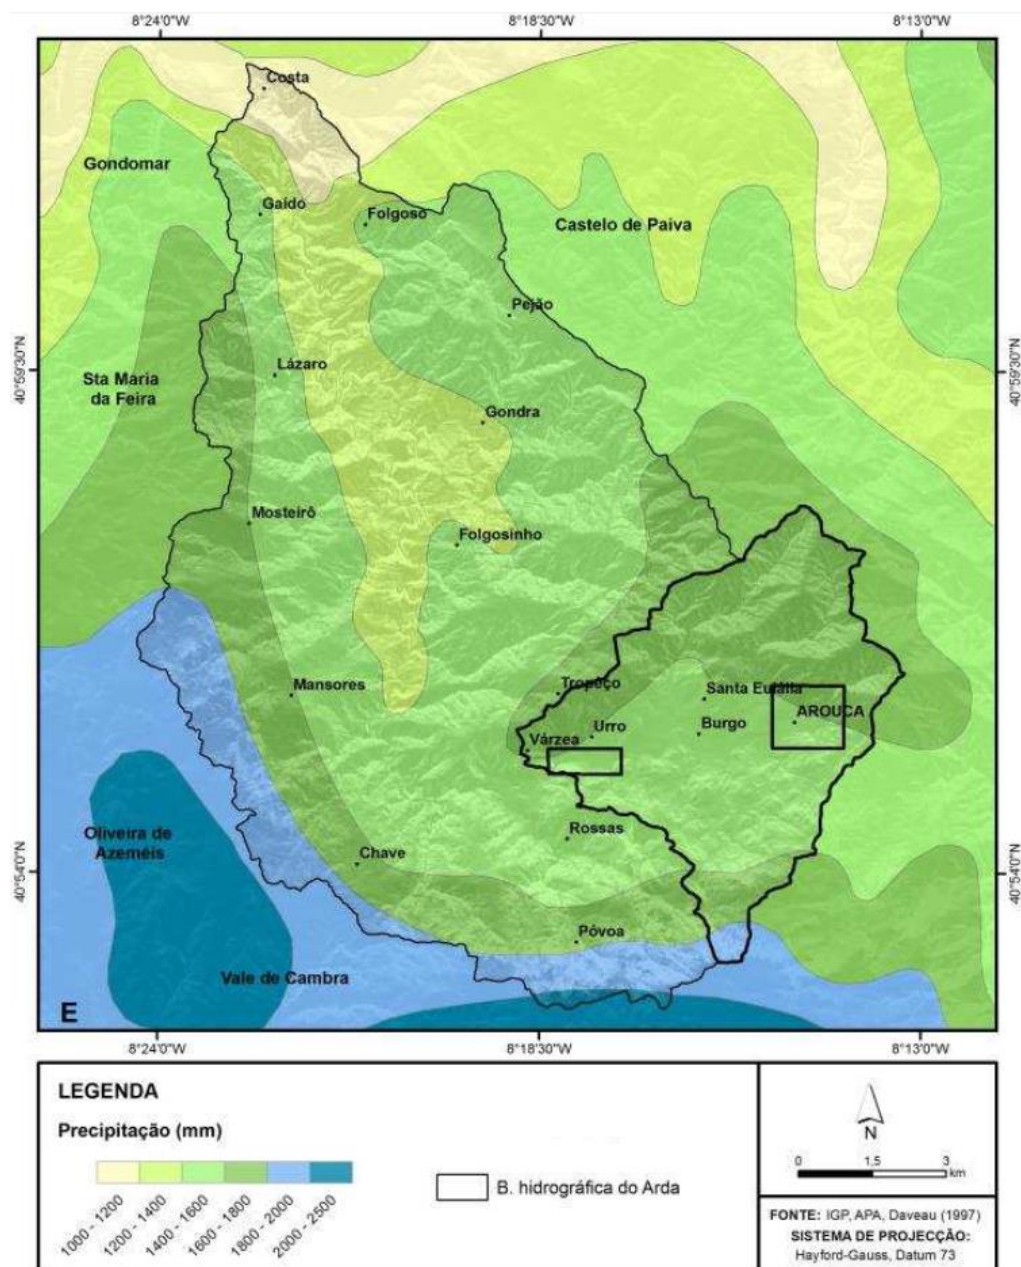 8°24'0"W
8°18'30"W
8°13'0"W
Costa
Gondomar
Gaido
Folgoso
Castelo de Paiva
Pejão
40°59'30"N
40°59'30"N
Lázaro
Sta Maria
da Feira
Gondra
Mosteirô
Folgosinho
Mansores
Tropêço
Santa Eulália
AROUCA
Urro
Burgo
Várzea
Oliveira de
Azeméis
Rossas
Chave
40°54'0"N
40°54'0"N
Póvoa
Vale de Cambra
E
8°24'0"W
8°18'30"W
8°13'0"W
LEGENDA
Precipitação (mm)
1000 - 1200
1200 - 1400
1400 - 1600
1600 - 1800
1800 - 2000
2000 - 2500
B. hidrográfica do Arda
N
0
1,5
3
km
FONTE: IGP, APA, Daveau (1997)
SISTEMA DE PROJECÇÃO:
Hayford-Gauss, Datum 73